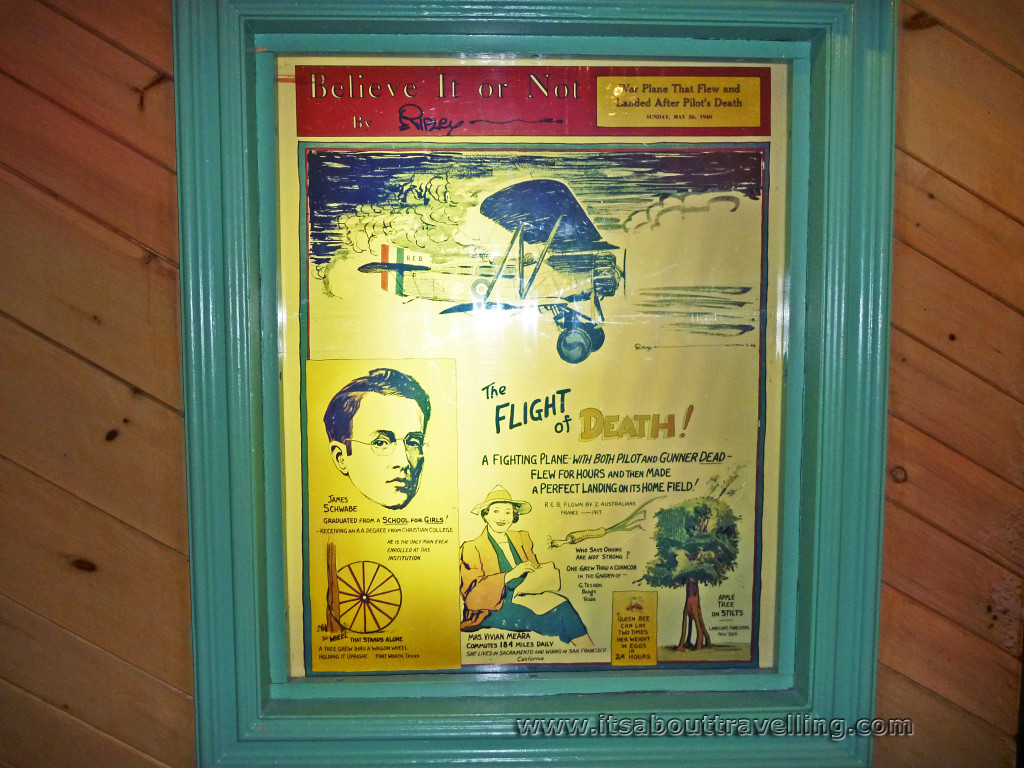 Believe It or Not
By Ripley
War Plane That Flew and
Landed After Pilot's Death
SUNDAY, MAY 26, 1940
R.E.8
Ripley
The
FLIGHT
of DEATH!
A FIGHTING PLANE - WITH BOTH PILOT AND GUNNER DEAD -
FLEW FOR HOURS AND THEN MADE
A PERFECT LANDING ON ITS HOME FIELD!
R.E.8. FLOWN BY 2 AUSTRALIANS
FRANCE - 1917
JAMES
SCHWABE
GRADUATED FROM A SCHOOL FOR GIRLS!
- RECEIVING AN A.A DEGREE FROM CHRISTIAN COLLEGE
HE IS THE ONLY MAN EVER
ENROLLED AT THIS
INSTITUTION
The WHEEL THAT STANDS ALONE
A TREE GREW THRU A WAGON WHEEL
HOLDING IT UPRIGHT. FORT WORTH, TEXAS
MRS. VIVIAN MEARA
COMMUTES 184 MILES DAILY
SHE LIVES IN SACRAMENTO AND WORKS IN SAN FRANCISCO
California
WHO SAYS ONIONS
ARE NOT STRONG?
ONE GREW THRU A CORNCOB
IN THE GARDEN OF -
Texas
QUEEN BEE
CAN LAY
TWO TIMES
HER WEIGHT
IN EGGS
IN
24 HOURS
APPLE
TREE
ON STILTS
New York
www.itsabouttravelling.com